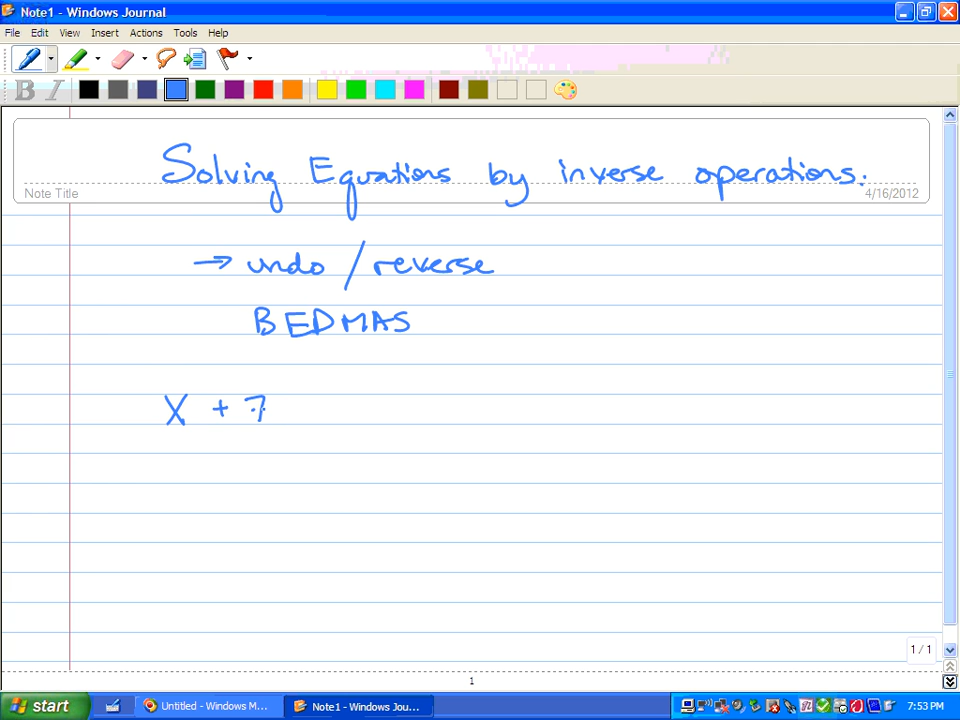 Note1 - Windows Journal
File Edit View Insert Actions Tools Help
B I
Solving Equations by inverse operations.
Note Title
4/16/2012
→ undo / reverse
BEDMAS
X + 7
1 / 1
1
start
Untitled - Windows M...
Note1 - Windows Jou...
7:53 PM